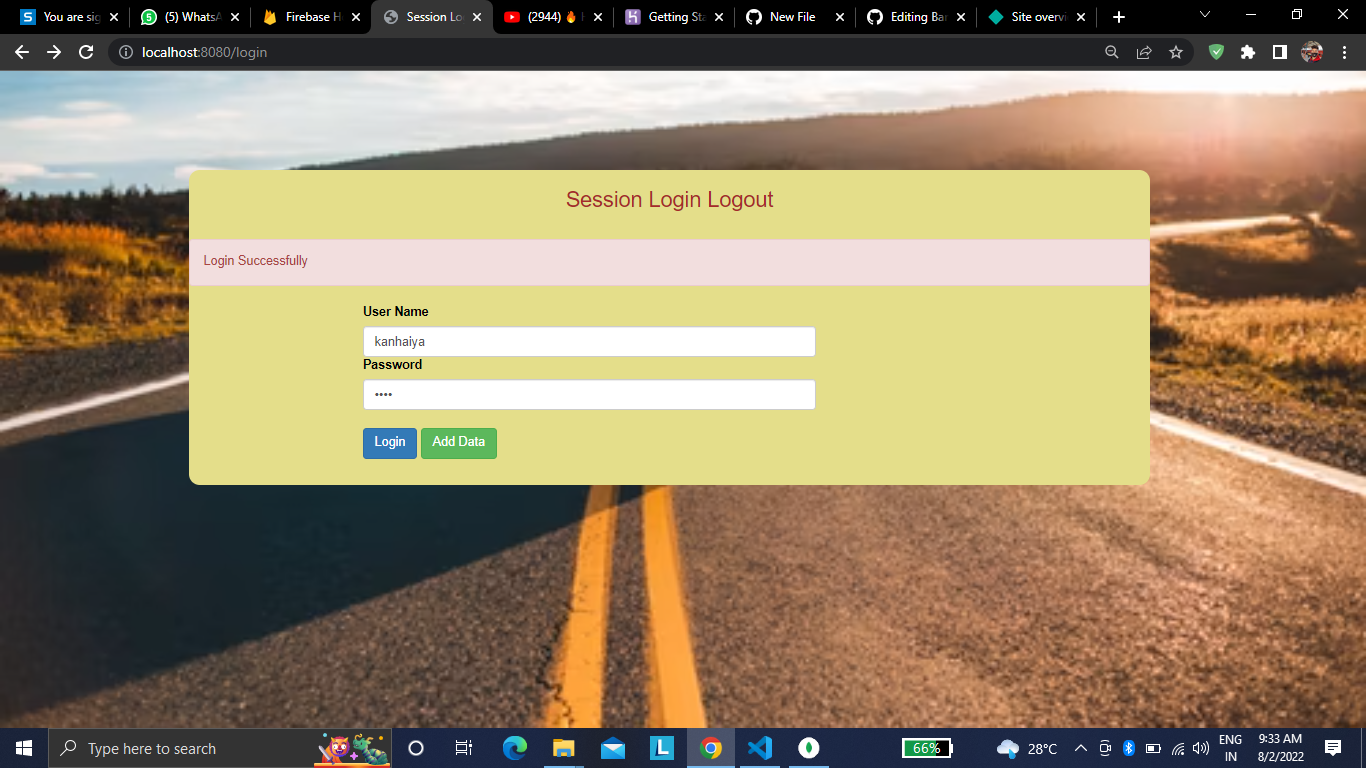 You are sig
(5) WhatsA
Firebase H
Session Lo
(2944)
Getting Sta
New File
Editing Bar
Site overvi
localhost:8080/login
Session Login Logout
Login Successfully
User Name
kanhaiya
Password
••••
Login Add Data
Type here to search
66%
28°C
ENG
IN
9:33 AM
8/2/2022